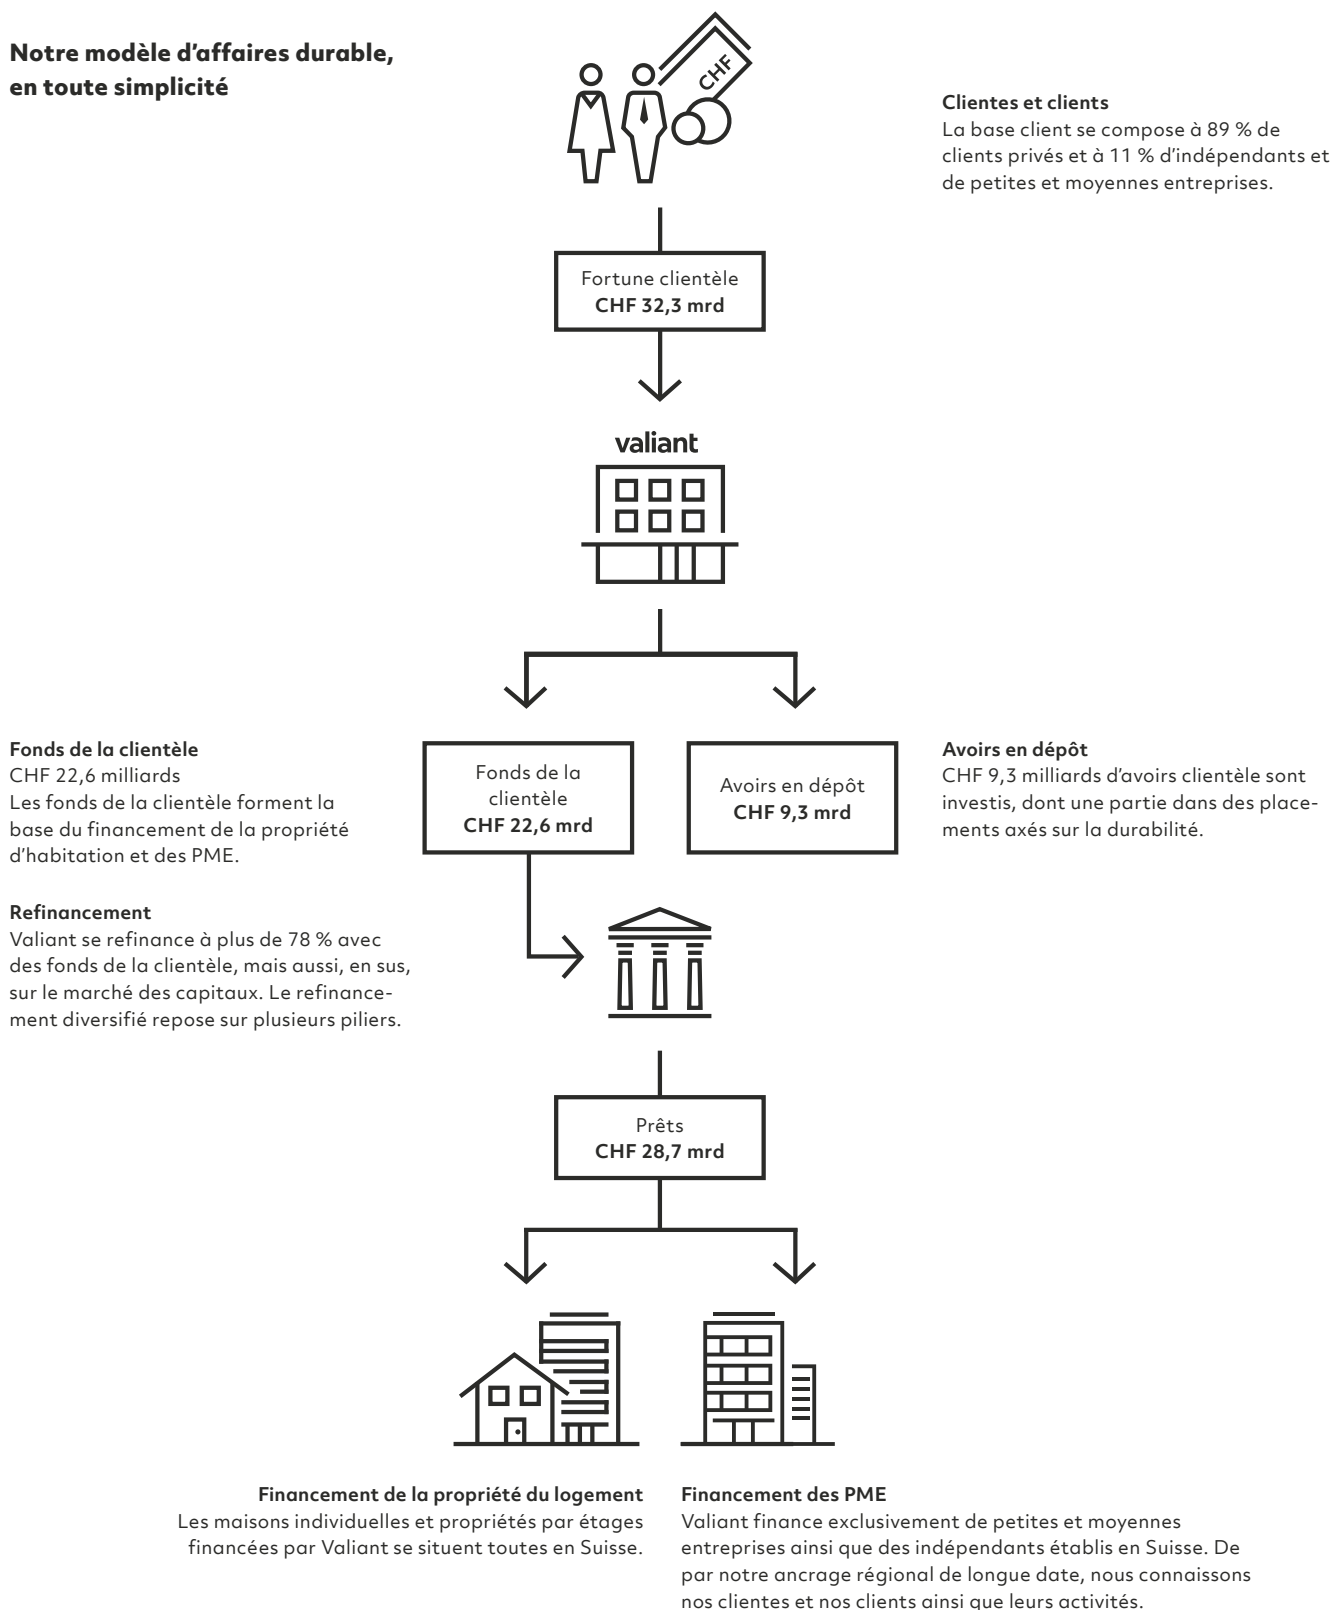 Notre modèle d'affaires durable,
en toute simplicité
CHF
Clientes et clients
La base client se compose à 89 % de
clients privés et à 11 % d'indépendants et
de petites et moyennes entreprises.
Fortune clientèle
CHF 32,3 mrd
valiant
Fonds de la clientèle
CHF 22,6 milliards
Les fonds de la clientèle forment la
base du financement de la propriété
d'habitation et des PME.
Fonds de la
clientèle
CHF 22,6 mrd
Avoirs en dépôt
CHF 9,3 mrd
Avoirs en dépôt
CHF 9,3 milliards d'avoirs clientèle sont
investis, dont une partie dans des place-
ments axés sur la durabilité.
Refinancement
Valiant se refinance à plus de 78 % avec
des fonds de la clientèle, mais aussi, en sus,
sur le marché des capitaux. Le refinance-
ment diversifié repose sur plusieurs piliers.
Prêts
CHF 28,7 mrd
Financement de la propriété du logement
Les maisons individuelles et propriétés par étages
financées par Valiant se situent toutes en Suisse.
Financement des PME
Valiant finance exclusivement de petites et moyennes
entreprises ainsi que des indépendants établis en Suisse. De
par notre ancrage régional de longue date, nous connaissons
nos clientes et nos clients ainsi que leurs activités.